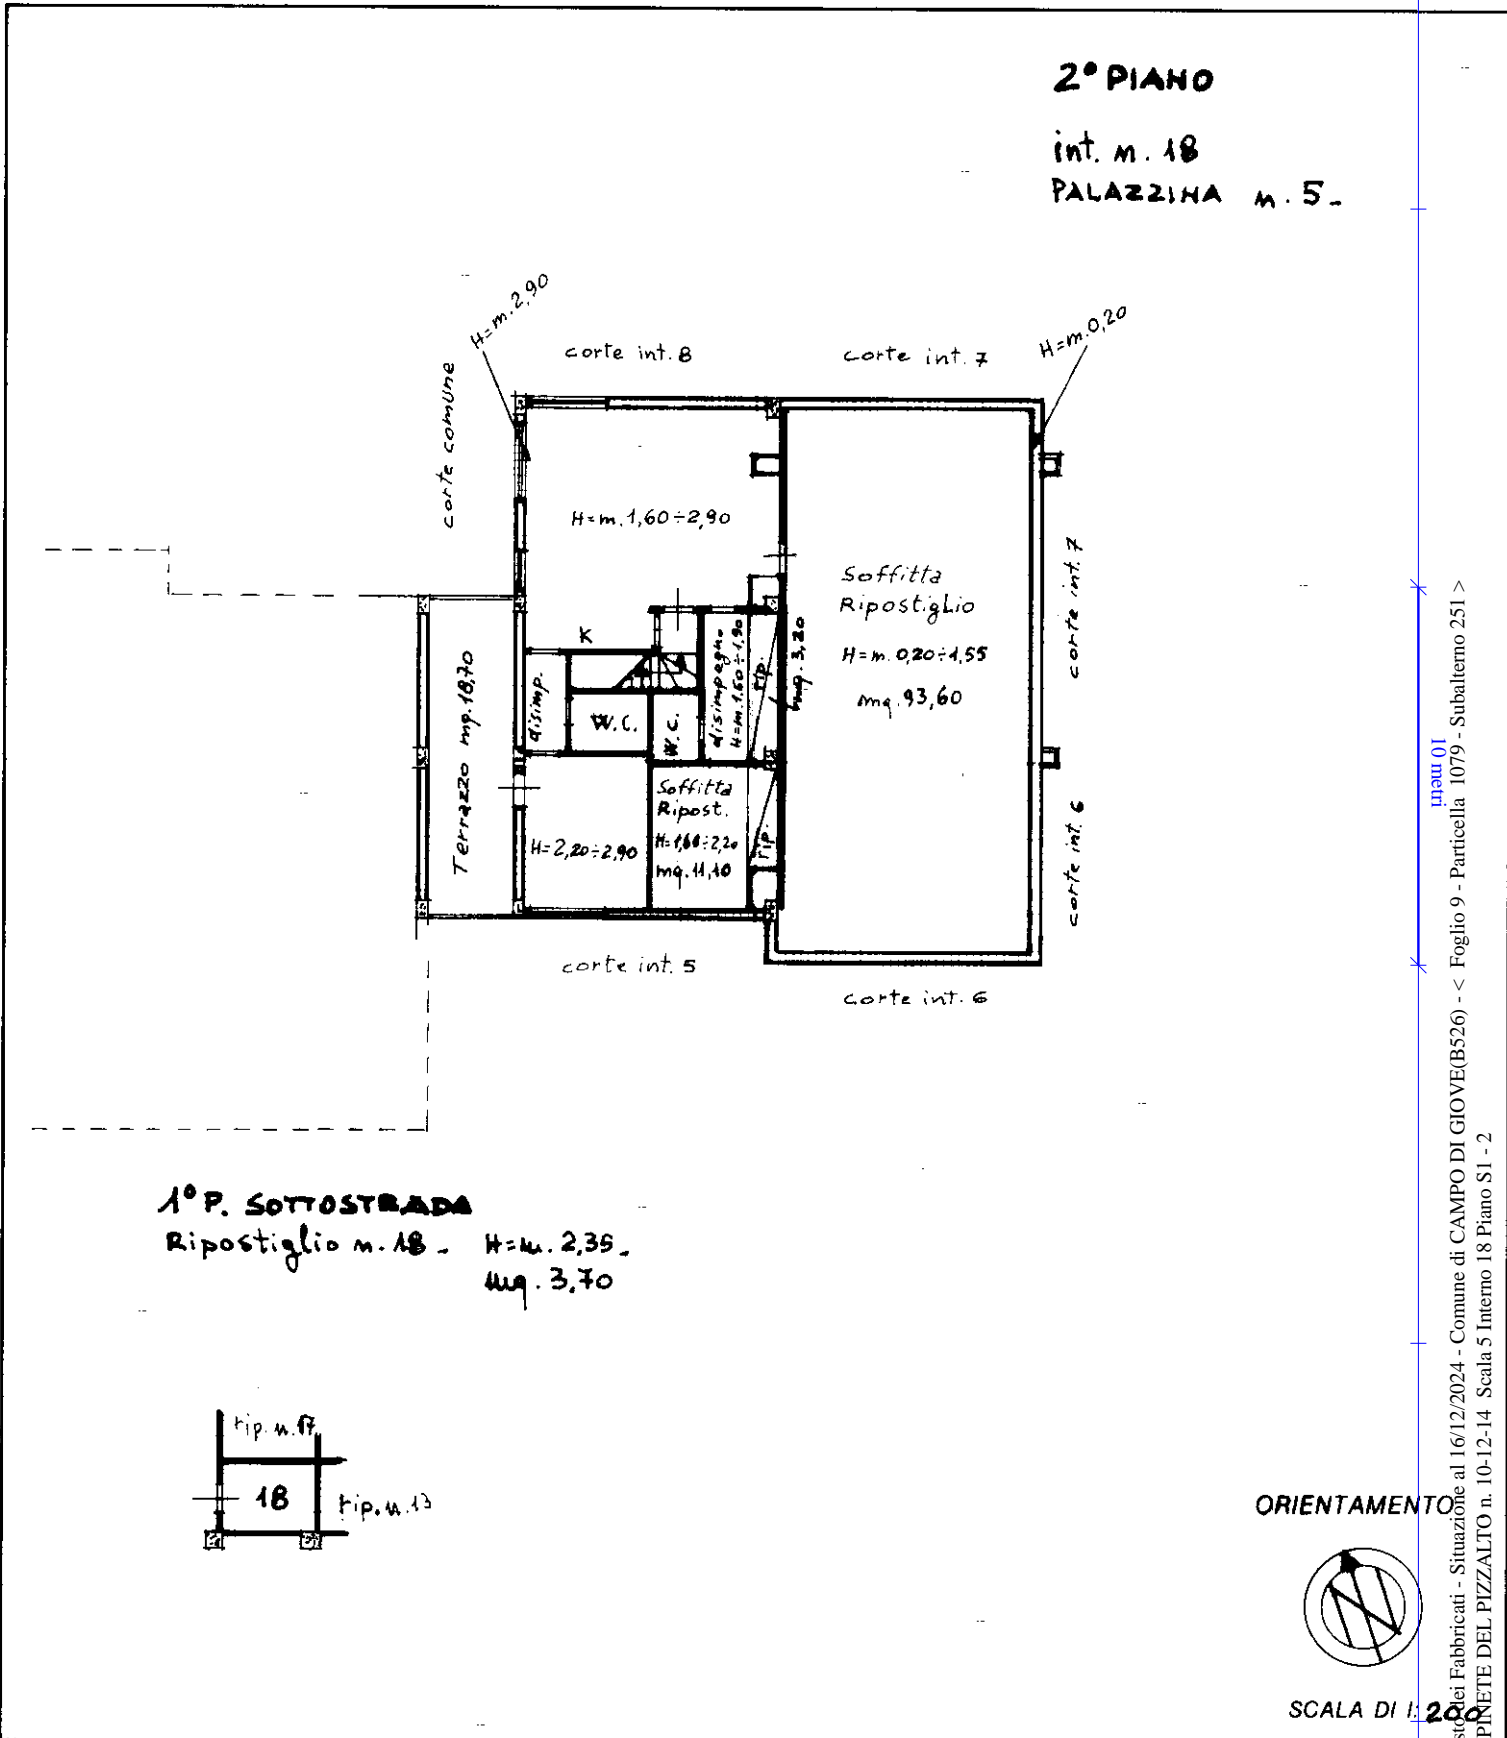 2° PIANO
int. n. 18
PALAZZINA n. 5-
H=m. 2,90
corte int. 8
corte int. 7
H=m. 0,20
corte comune
H=m. 1,60÷2,90
Soffitta
Ripostiglio
H=m. 0,20÷1,55
mq. 93,60
corte int. 7
K
disimp.
W.C.
W.C.
disimpegno
H=m. 1.60÷1.90
rip.
mq. 3,20
Terrazzo mq. 18,70
H=2,20÷2,90
Soffitta
Ripost.
H=1,60÷2,20
mq. 11,10
rip.
corte int. 6
corte int. 5
corte int. 6
1° P. SOTTOSTRADA
Ripostiglio n. 18 - H=m. 2,35-
mq. 3,70
rip. n. 17
18
rip. n. 13
ORIENTAMENTO
N
SCALA DI 1: 200
10 metri
dei Fabbricati - Situazione al 16/12/2024 - Comune di CAMPO DI GIOVE(B526) - < Foglio 9 - Particella 1079 - Subalterno 251 >
PINETE DEL PIZZALTO n. 10-12-14 Scala 5 Interno 18 Piano S1 - 2